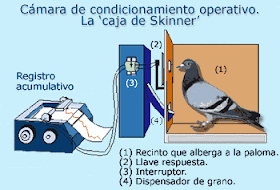 Cámara de condicionamiento operativo.
La 'caja de Skinner'
Registro
acumulativo
(2)
(1)
(3)
(4)
(1) Recinto que alberga a la paloma.
(2) Llave respuesta.
(3) Interruptor.
(4) Dispensador de grano.